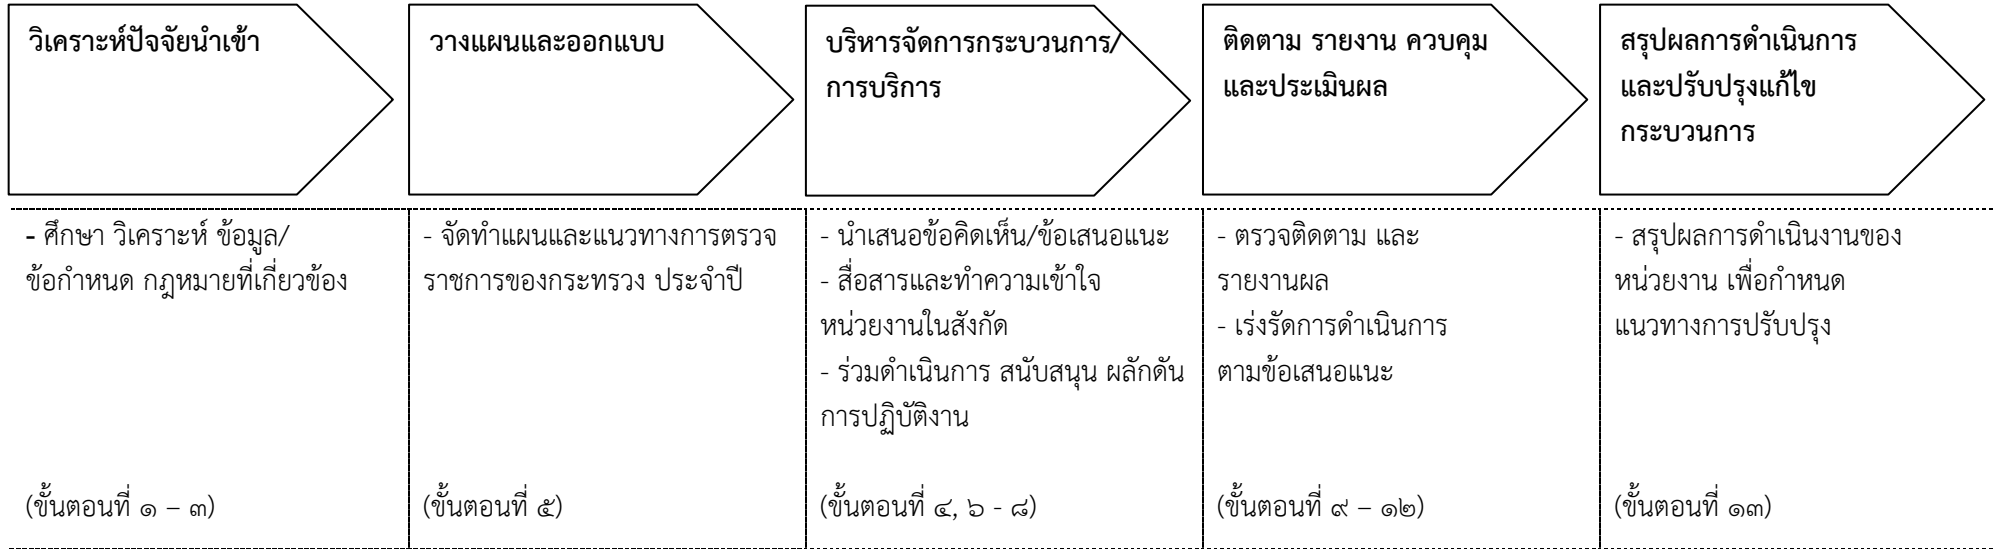 วิเคราะห์ปัจจัยนำเข้า
วางแผนและออกแบบ
บริหารจัดการกระบวนการ/
การบริการ
ติดตาม รายงาน ควบคุม
และประเมินผล
สรุปผลการดำเนินการ
และปรับปรุงแก้ไข
กระบวนการ
- ศึกษา วิเคราะห์ ข้อมูล/
ข้อกำหนด กฎหมายที่เกี่ยวข้อง
(ขั้นตอนที่ ๑ – ๓)
- จัดทำแผนและแนวทางการตรวจ
ราชการของกระทรวง ประจำปี
(ขั้นตอนที่ ๕)
- นำเสนอข้อคิดเห็น/ข้อเสนอแนะ
- สื่อสารและทำความเข้าใจ
หน่วยงานในสังกัด
- ร่วมดำเนินการ สนับสนุน ผลักดัน
การปฏิบัติงาน
(ขั้นตอนที่ ๔, ๖ - ๘)
- ตรวจติดตาม และ
รายงานผล
- เร่งรัดการดำเนินการ
ตามข้อเสนอแนะ
(ขั้นตอนที่ ๙ – ๑๒)
- สรุปผลการดำเนินงานของ
หน่วยงาน เพื่อกำหนด
แนวทางการปรับปรุง
(ขั้นตอนที่ ๑๓)